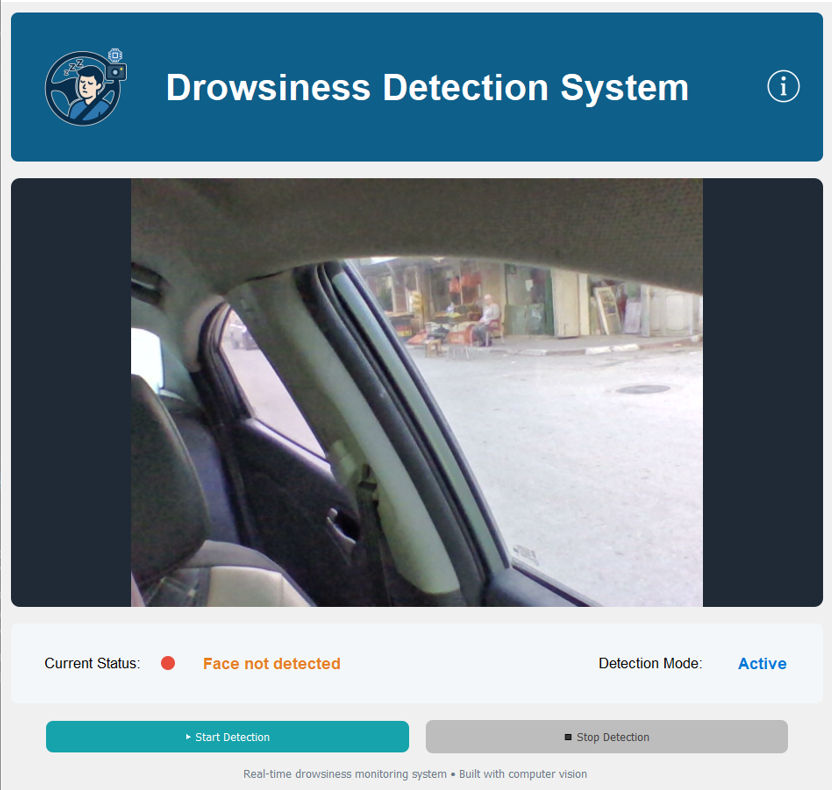 zzz
Drowsiness Detection System
i
Current Status: Face not detected Detection Mode: Active
Start Detection Stop Detection
Real-time drowsiness monitoring system • Built with computer vision